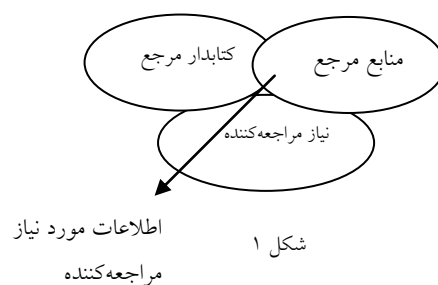 منابع مرجع
کتابدار مرجع
نیاز مراجعه‌کننده
اطلاعات مورد نیاز
مراجعه‌کننده
شکل ۱